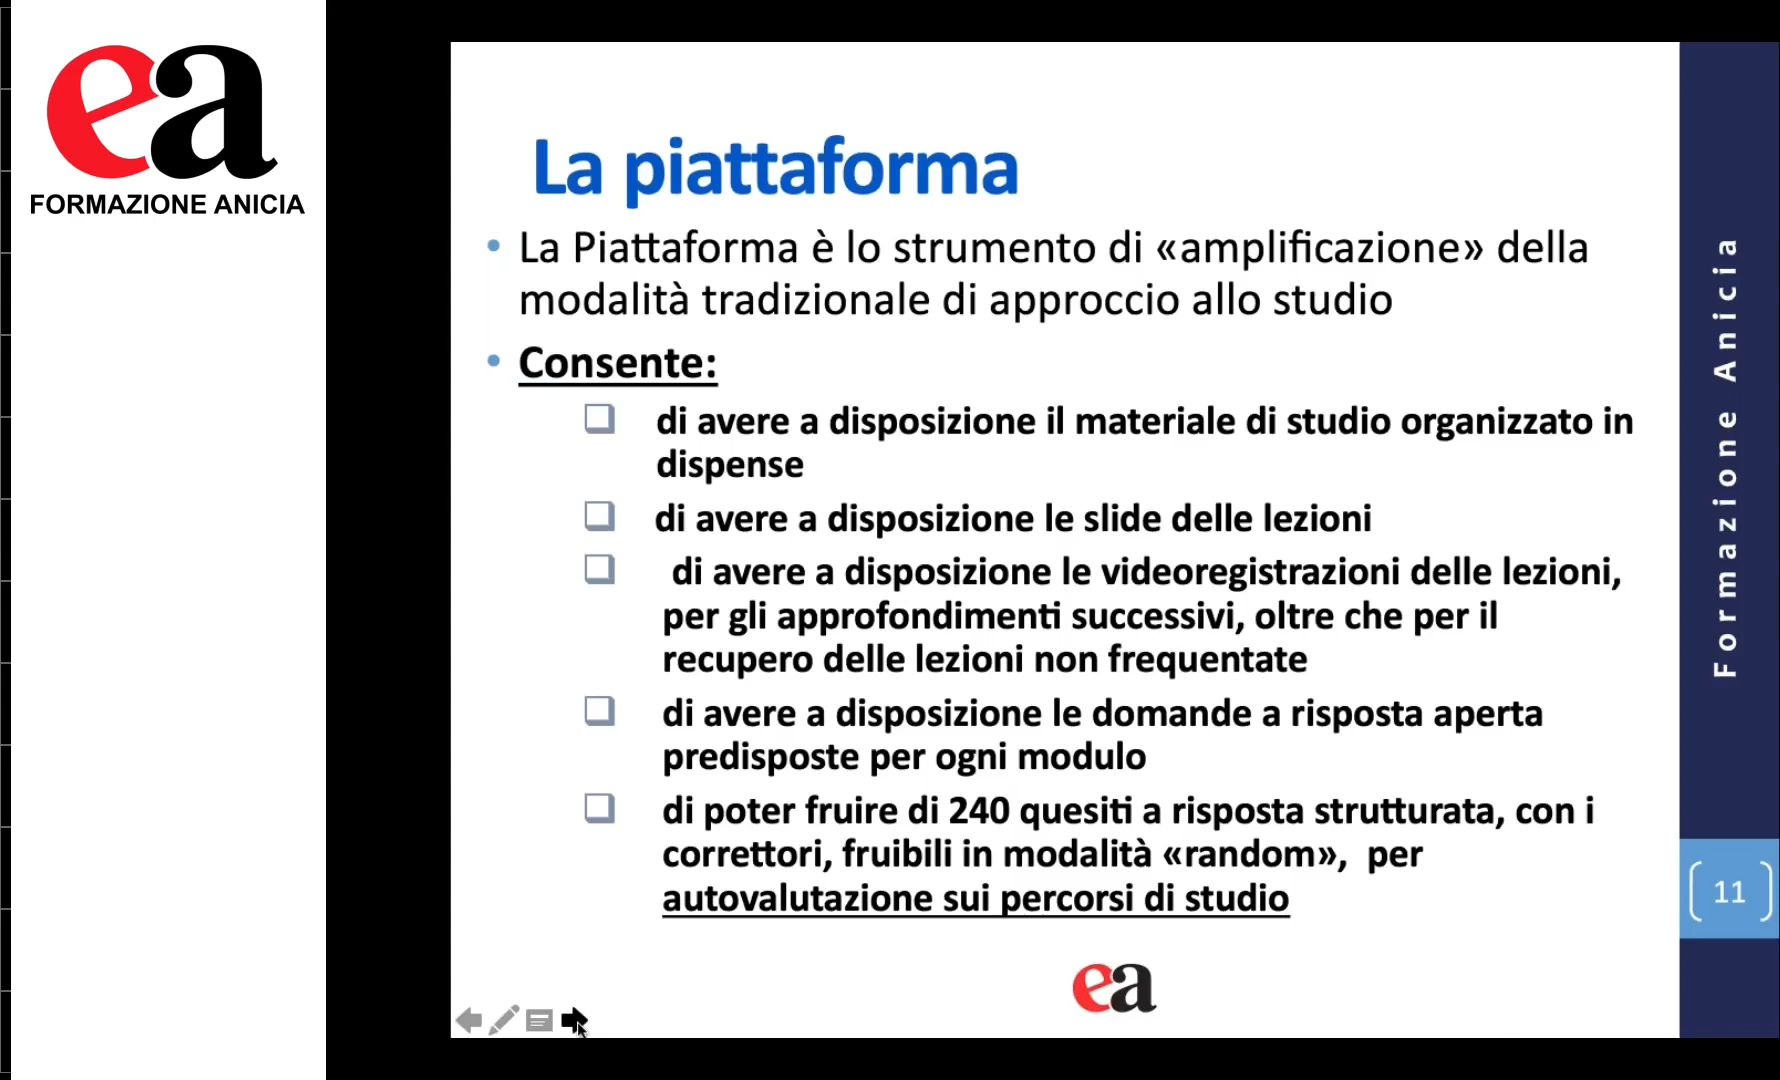 ea
FORMAZIONE ANICIA
La piattaforma
• La Piattaforma è lo strumento di «amplificazione» della
modalità tradizionale di approccio allo studio
• Consente:
❑ di avere a disposizione il materiale di studio organizzato in
dispense
❑ di avere a disposizione le slide delle lezioni
❑ di avere a disposizione le videoregistrazioni delle lezioni,
per gli approfondimenti successivi, oltre che per il
recupero delle lezioni non frequentate
❑ di avere a disposizione le domande a risposta aperta
predisposte per ogni modulo
❑ di poter fruire di 240 quesiti a risposta strutturata, con i
correttori, fruibili in modalità «random», per
autovalutazione sui percorsi di studio
ea
Formazione Anicia
11